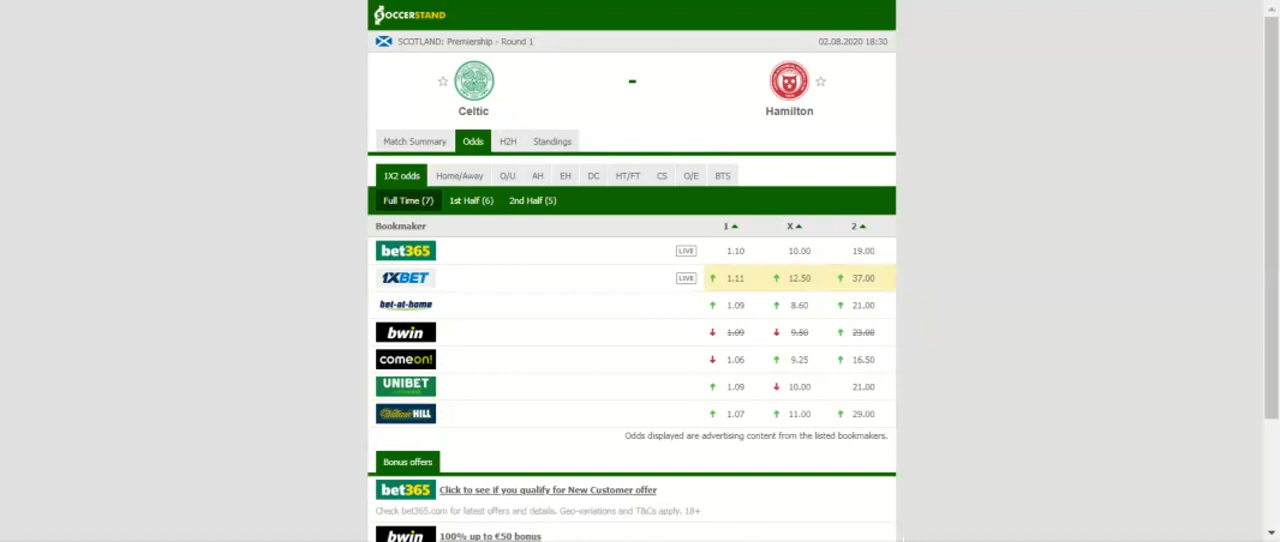 SOCCERSTAND
SCOTLAND: Premiership - Round 1 02.08.2020 18:30
-
Celtic Hamilton
Match Summary Odds H2H Standings
1X2 odds Home/Away O/U AH EH DC HT/FT CS O/E BTS
Full Time (7) 1st Half (6) 2nd Half (5)
Bookmaker 1 X 2
bet365 LIVE 1.10 10.00 19.00
1XBET LIVE 1.11 12.50 37.00
bet-at-home 1.09 8.60 21.00
bwin 1.09 9.50 23.00
comeon! 1.06 9.25 16.50
UNIBET 1.09 10.00 21.00
William HILL 1.07 11.00 29.00
Odds displayed are advertising content from the listed bookmakers.
Bonus offers
bet365 Click to see if you qualify for New Customer offer
Check bet365.com for latest offers and details. Geo-variations and T&Cs apply. 18+
bwin 100% up to €50 bonus